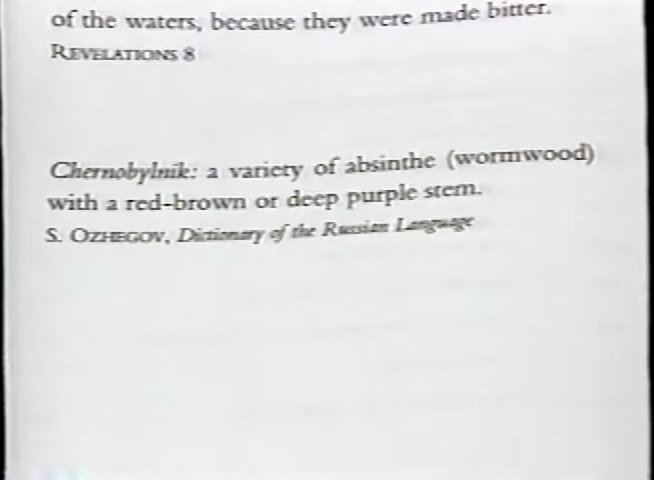 of the waters, because they were made bitter.
REVELATIONS 8
Chernobylnik: a variety of absinthe (wormwood)
with a red-brown or deep purple stem.
S. OZHEGOV, Dictionary of the Russian Language